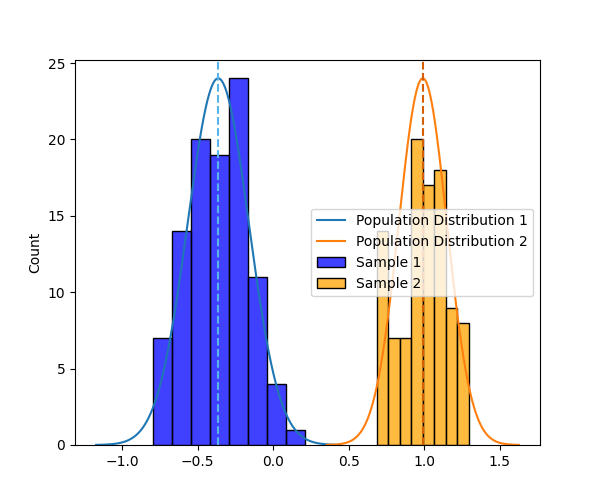 25
20
15
10
5
0
Count
Population Distribution 1
Population Distribution 2
Sample 1
Sample 2
−1.0 −0.5 0.0 0.5 1.0 1.5